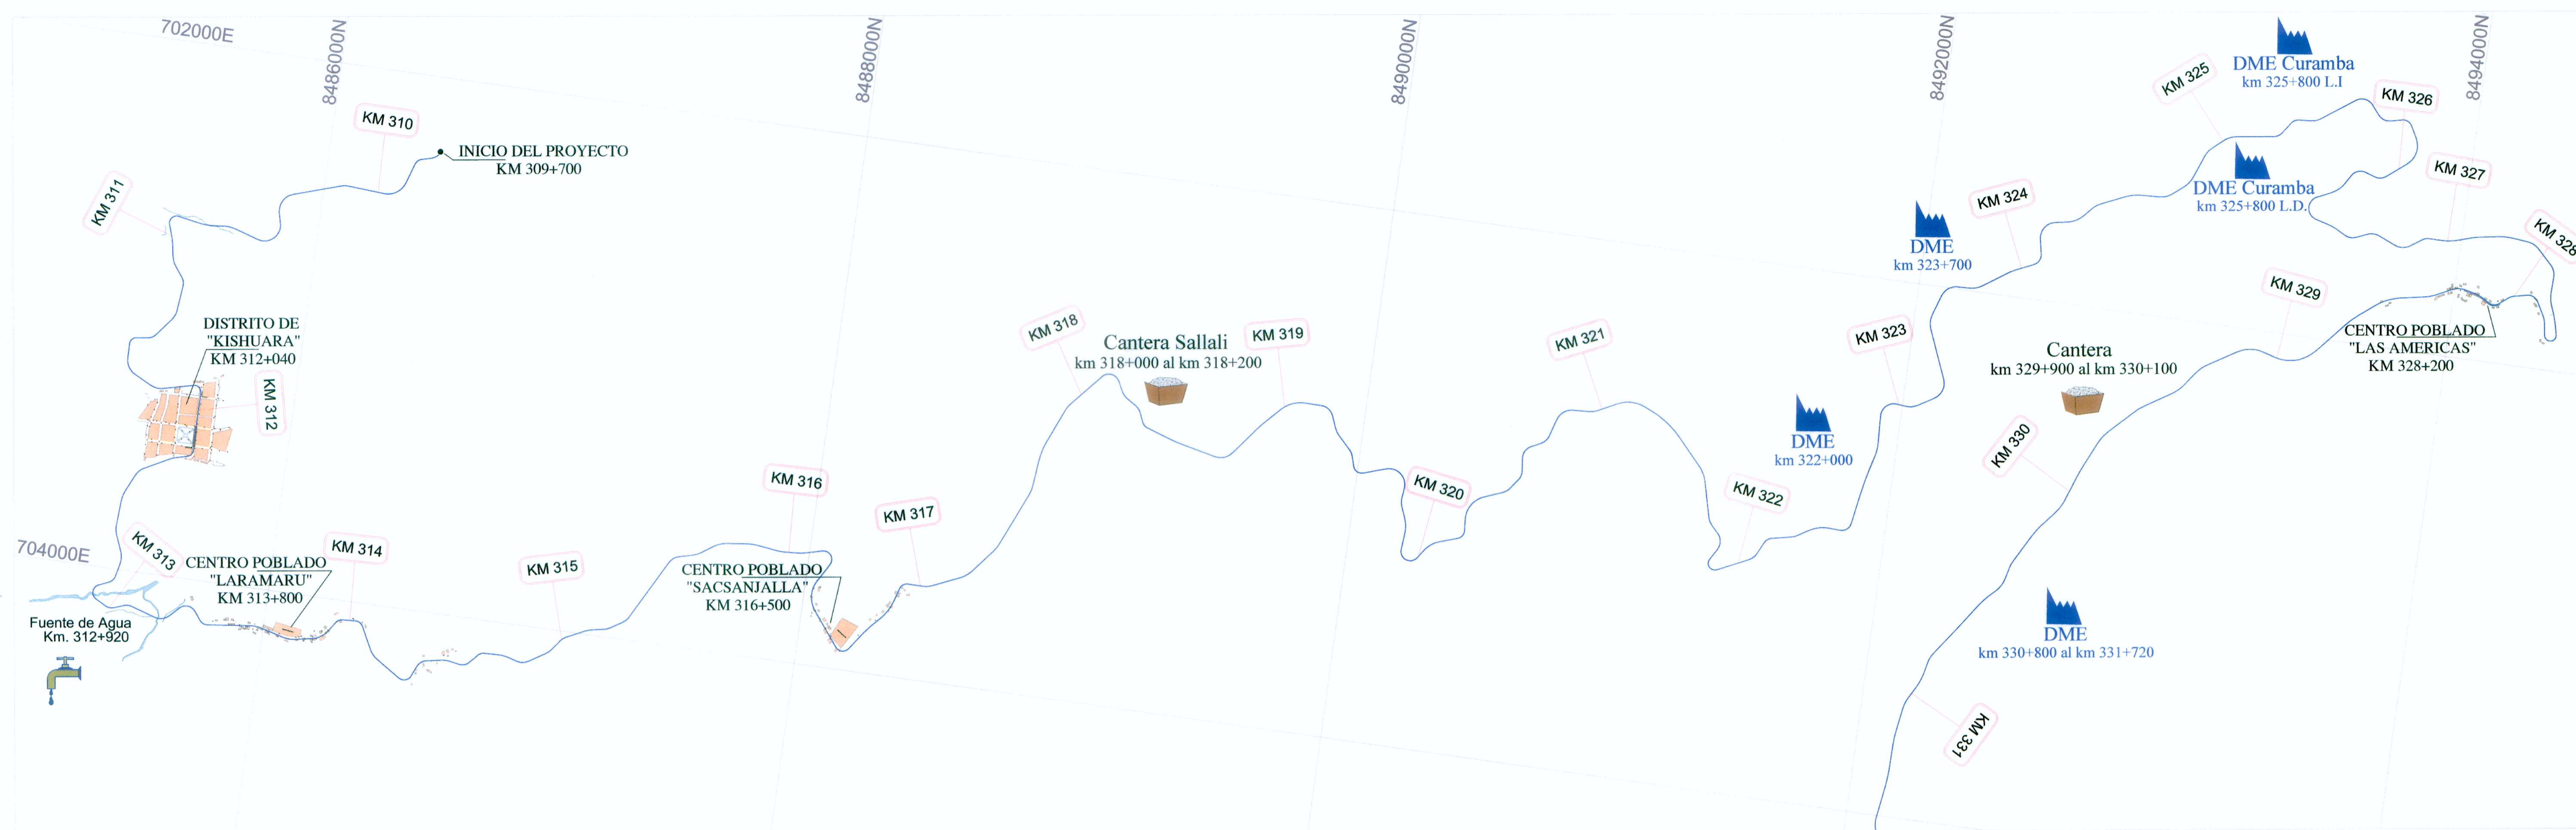 702000E
8486000N
8488000N
8490000N
8492000N
8494000N
KM 310
INICIO DEL PROYECTO
KM 309+700
KM 311
DISTRITO DE
"KISHUARA"
KM 312+040
KM 312
704000E
KM 313
CENTRO POBLADO
"LARAMARU"
KM 313+800
KM 314
Fuente de Agua
Km. 312+920
KM 315
KM 316
CENTRO POBLADO
"SACSANJALLA"
KM 316+500
KM 317
KM 318
Cantera Sallali
km 318+000 al km 318+200
KM 319
KM 320
KM 321
KM 322
DME
km 322+000
KM 323
DME
km 323+700
KM 324
KM 325
DME Curamba
km 325+800 L.I
DME Curamba
km 325+800 L.D.
KM 326
KM 327
KM 328
CENTRO POBLADO
"LAS AMERICAS"
KM 328+200
KM 329
Cantera
km 329+900 al km 330+100
KM 330
DME
km 330+800 al km 331+720
KM 331